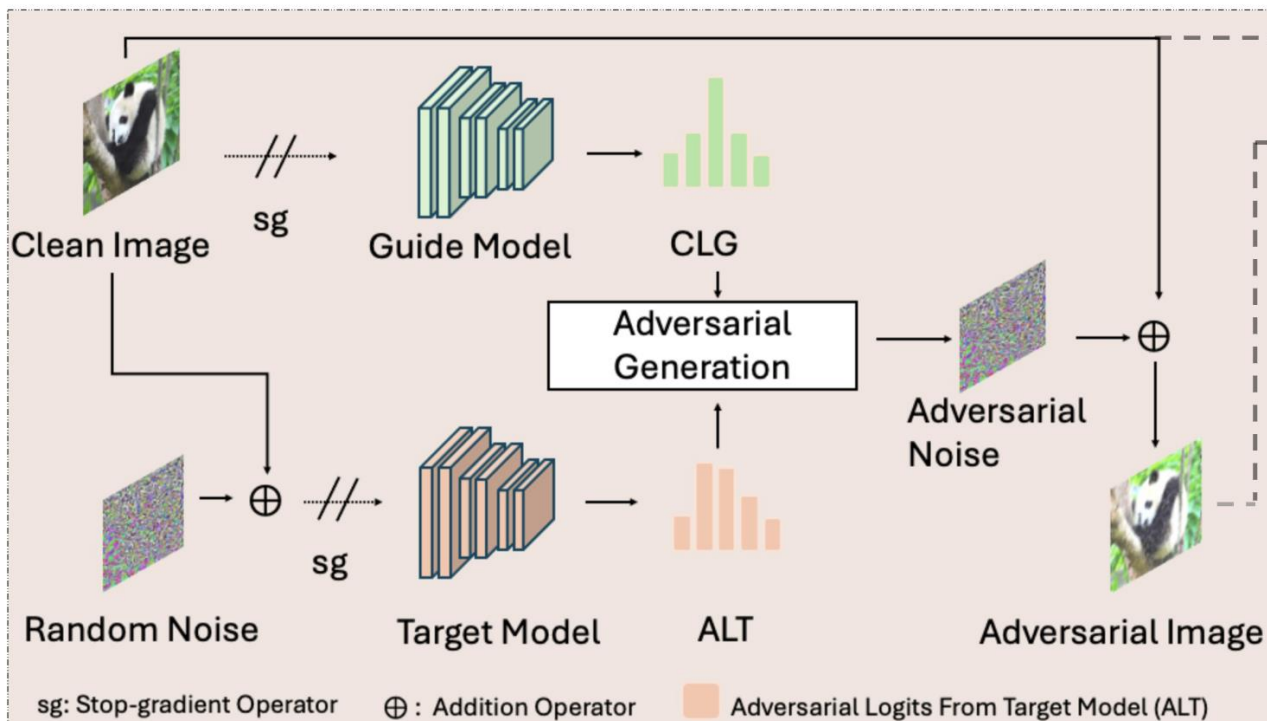 sg
Clean Image
Guide Model
CLG
Adversarial
Generation
Adversarial
Noise
sg
Random Noise
Target Model
ALT
Adversarial Image
sg: Stop-gradient Operator
⊕ : Addition Operator
Adversarial Logits From Target Model (ALT)